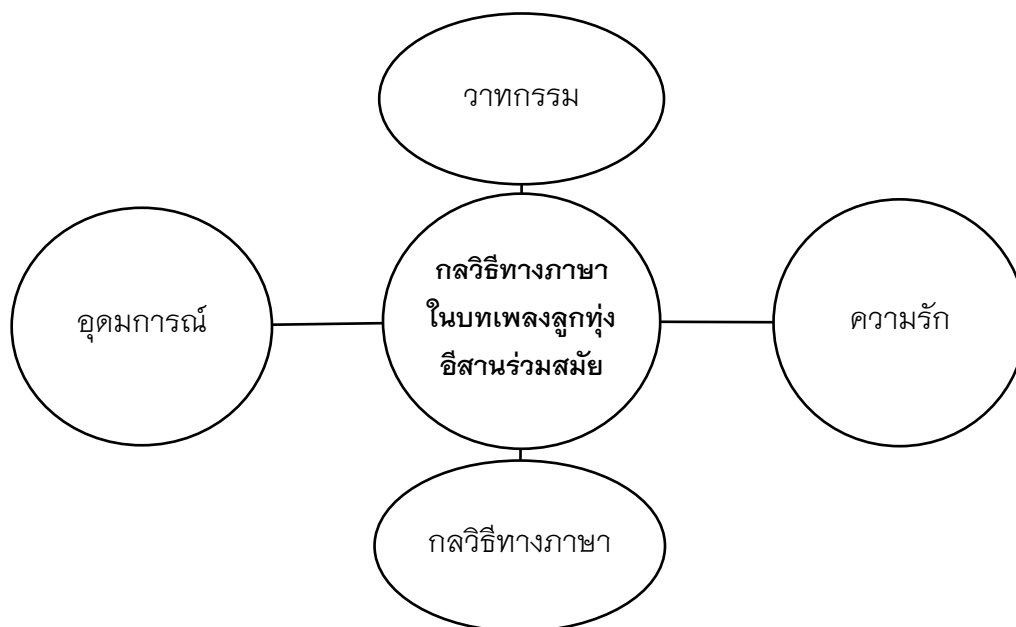 วาทกรรม
อุดมการณ์
กลวิธีทางภาษา
ในบทเพลงลูกทุ่ง
อีสานร่วมสมัย
ความรัก
กลวิธีทางภาษา